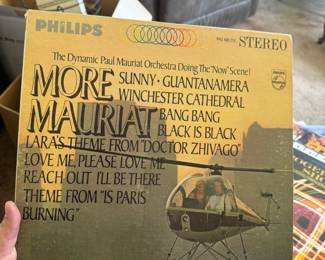 PHILIPS
STEREO
The Dynamic Paul Mauriat Orchestra Doing The "Now" Scene!
MORE
MAURIAT
SUNNY · GUANTANAMERA
WINCHESTER CATHEDRAL
BANG BANG
BLACK IS BLACK
LARA'S THEME FROM "DOCTOR ZHIVAGO"
LOVE ME, PLEASE LOVE ME
REACH OUT I'LL BE THERE
THEME FROM "IS PARIS
BURNING"
PHILIPS